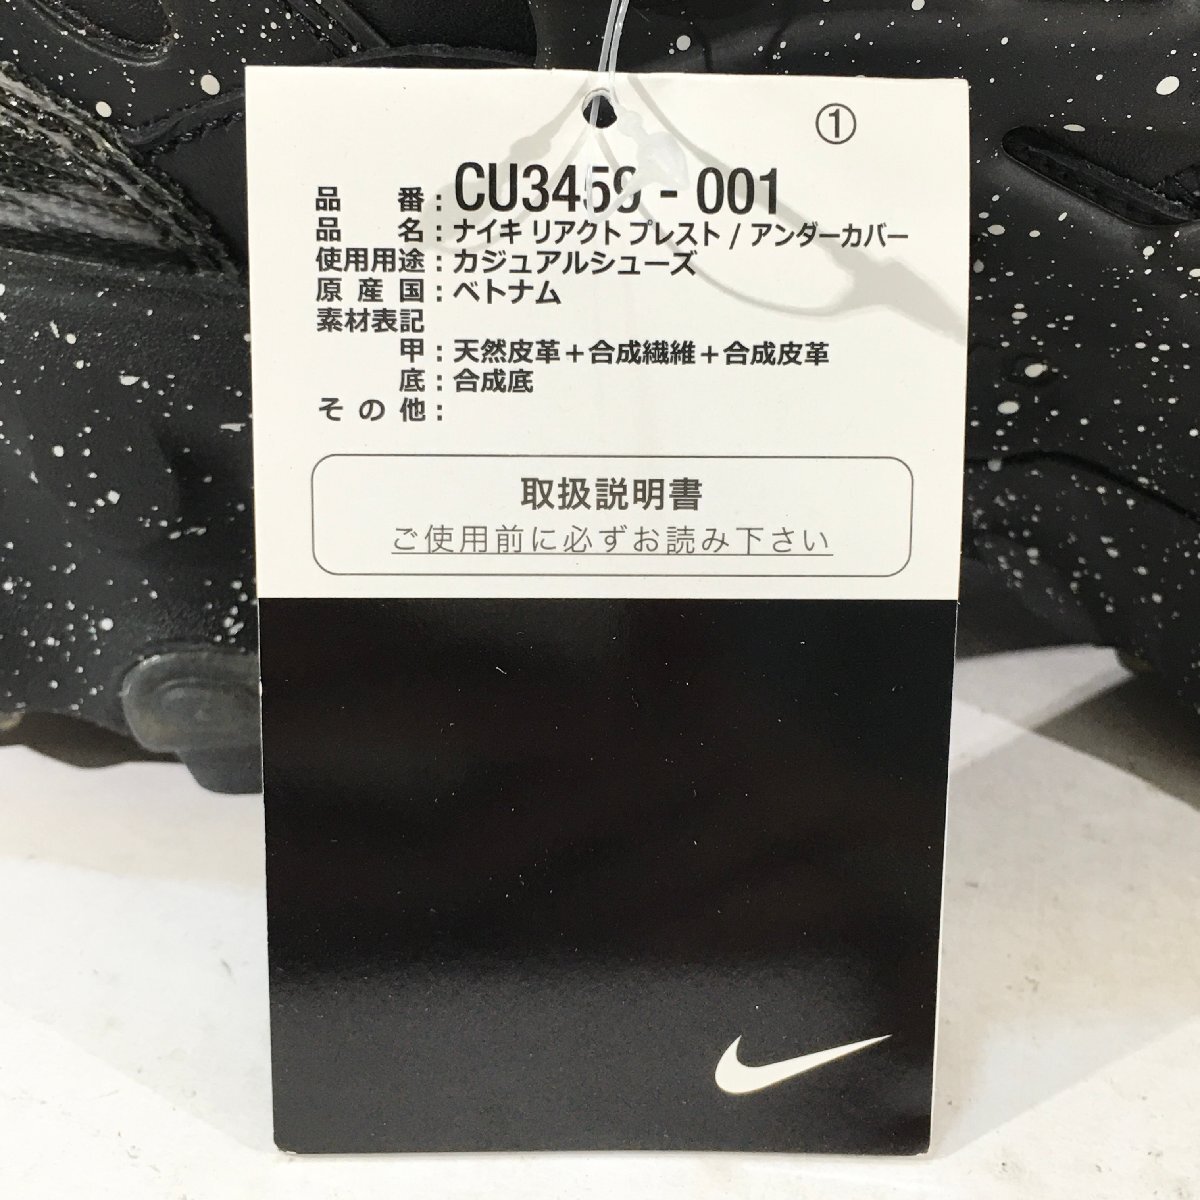 ①
品番：CU3459 - 001
品名：ナイキ リアクト プレスト / アンダーカバー
使用用途：カジュアルシューズ
原産国：ベトナム
素材表記
甲：天然皮革＋合成繊維＋合成皮革
底：合成底
その他：
取扱説明書
ご使用前に必ずお読み下さい